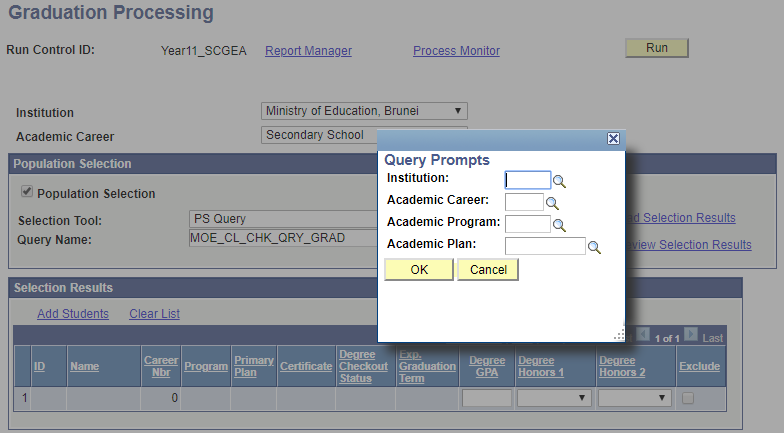 Graduation Processing
Run Control ID: Year11_SCGEA Report Manager Process Monitor Run
Institution Ministry of Education, Brunei
Academic Career Secondary School
Population Selection
Population Selection
Selection Tool: PS Query Selection Results
Query Name: MOE_CL_CHK_QRY_GRAD Selection Results
Query Prompts
Institution:
Academic Career:
Academic Program:
Academic Plan:
OK Cancel
Selection Results
Add Students Clear List
1 of 1 Last
ID Name Career Nbr Program Primary Plan Certificate Degree Checkout Status Exp. Graduation Term Degree GPA Degree Honors 1 Degree Honors 2 Exclude
1 0